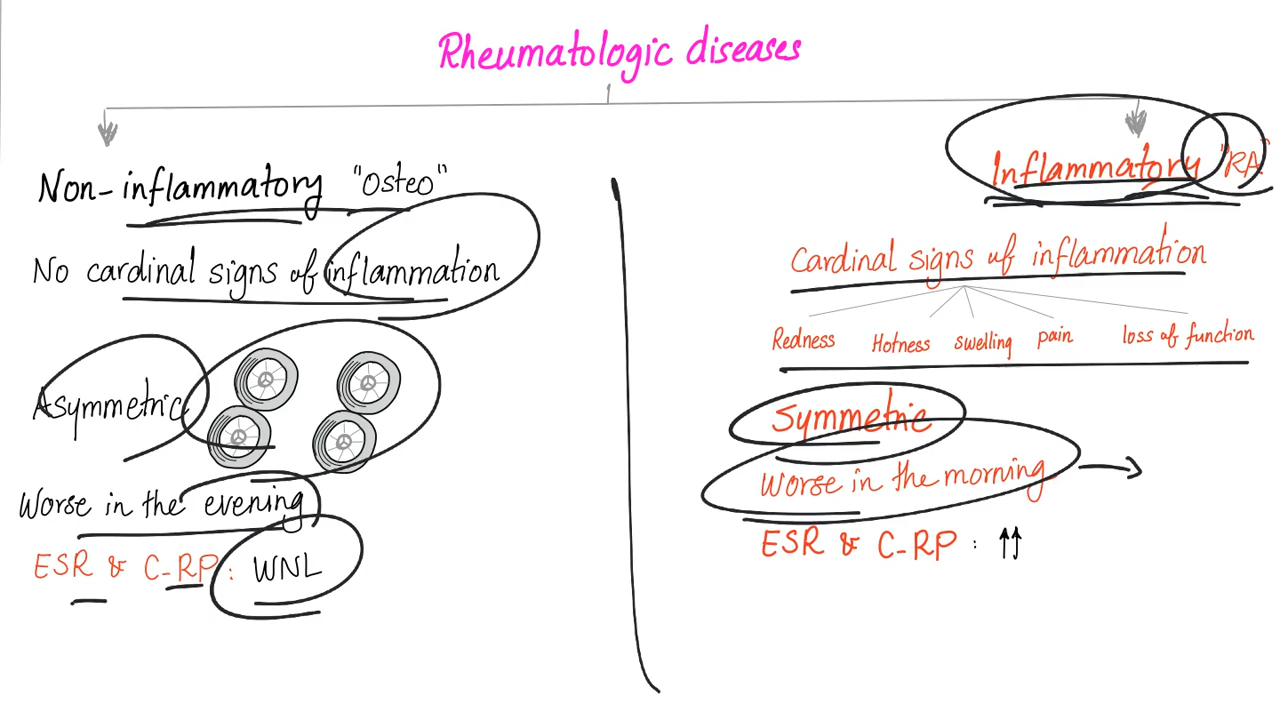 Rheumatologic diseases
Non-inflammatory "Osteo"
No cardinal signs of inflammation
Asymmetric
Worse in the evening
ESR & C-RP : WNL
Inflammatory "RA"
Cardinal signs of inflammation
Redness Hotness swelling pain loss of function
Symmetric
Worse in the morning →
ESR & C-RP : ↑↑